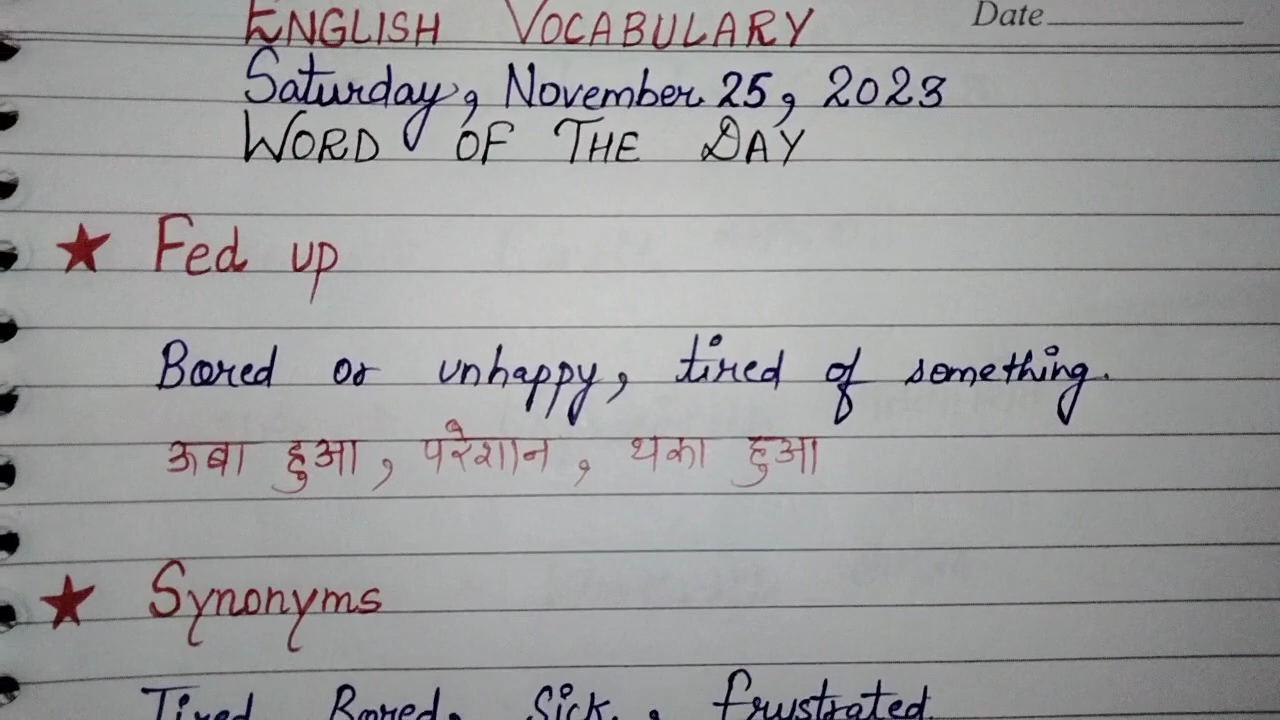 ENGLISH VOCABULARY
Date
Saturday, November 25, 2023
WORD OF THE DAY
★ Fed up
Bored or unhappy, tired of something.
ऊबा हुआ, परेशान, थका हुआ
★ Synonyms
Tired Bored, Sick, frustrated